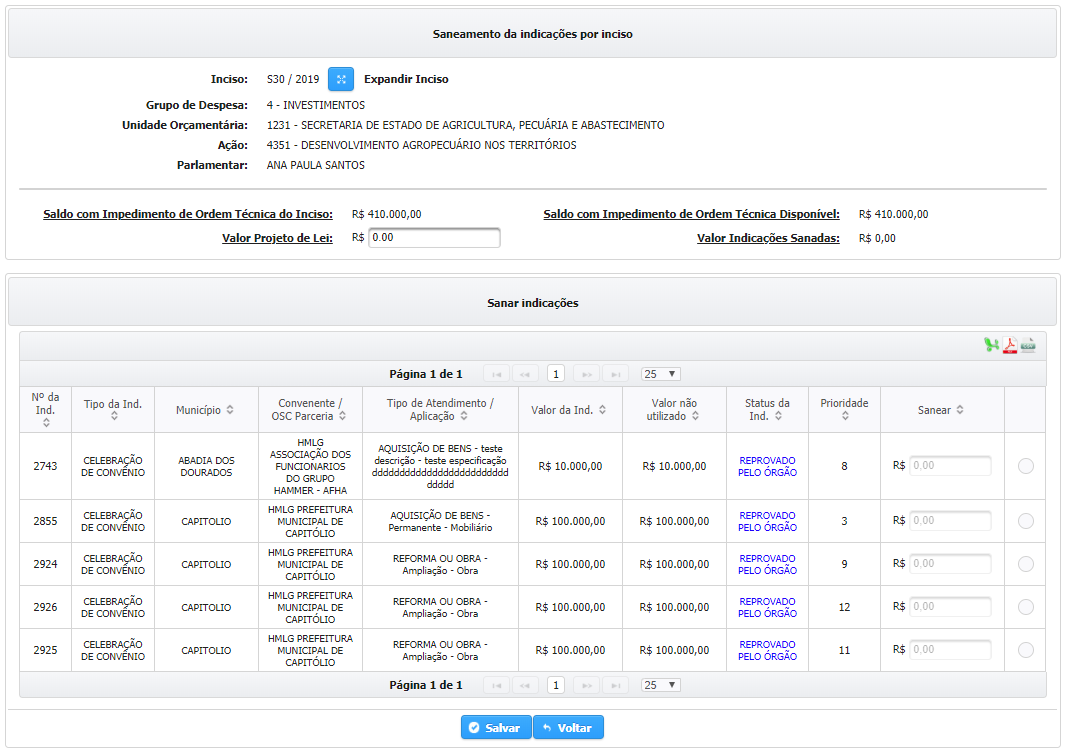 Saneamento da indicações por inciso
Inciso: S30 / 2019 Expandir Inciso
Grupo de Despesa: 4 - INVESTIMENTOS
Unidade Orçamentária: 1231 - SECRETARIA DE ESTADO DE AGRICULTURA, PECUÁRIA E ABASTECIMENTO
Ação: 4351 - DESENVOLVIMENTO AGROPECUÁRIO NOS TERRITÓRIOS
Parlamentar: ANA PAULA SANTOS
Saldo com Impedimento de Ordem Técnica do Inciso: R$ 410.000,00 Saldo com Impedimento de Ordem Técnica Disponível: R$ 410.000,00
Valor Projeto de Lei: R$ 0.00 Valor Indicações Sanadas: R$ 0,00
Sanar indicações
Página 1 de 1 1 25
Nº da Ind. Tipo da Ind. Município Convenente / OSC Parceria Tipo de Atendimento / Aplicação Valor da Ind. Valor não utilizado Status da Ind. Prioridade Sanear
2743 CELEBRAÇÃO DE CONVÊNIO ABADIA DOS DOURADOS HMLG ASSOCIAÇÃO DOS FUNCIONARIOS DO GRUPO HAMMER - AFHA AQUISIÇÃO DE BENS - teste descrição - teste especificação ddddddddddddddddddddddddd ddddd R$ 10.000,00 R$ 10.000,00 REPROVADO PELO ÓRGÃO 8 R$ 0,00
2855 CELEBRAÇÃO DE CONVÊNIO CAPITOLIO HMLG PREFEITURA MUNICIPAL DE CAPITÓLIO AQUISIÇÃO DE BENS - Permanente - Mobiliário R$ 100.000,00 R$ 100.000,00 REPROVADO PELO ÓRGÃO 3 R$ 0,00
2924 CELEBRAÇÃO DE CONVÊNIO CAPITOLIO HMLG PREFEITURA MUNICIPAL DE CAPITÓLIO REFORMA OU OBRA - Ampliação - Obra R$ 100.000,00 R$ 100.000,00 REPROVADO PELO ÓRGÃO 9 R$ 0,00
2926 CELEBRAÇÃO DE CONVÊNIO CAPITOLIO HMLG PREFEITURA MUNICIPAL DE CAPITÓLIO REFORMA OU OBRA - Ampliação - Obra R$ 100.000,00 R$ 100.000,00 REPROVADO PELO ÓRGÃO 12 R$ 0,00
2925 CELEBRAÇÃO DE CONVÊNIO CAPITOLIO HMLG PREFEITURA MUNICIPAL DE CAPITÓLIO REFORMA OU OBRA - Ampliação - Obra R$ 100.000,00 R$ 100.000,00 REPROVADO PELO ÓRGÃO 11 R$ 0,00
Página 1 de 1 1 25
Salvar Voltar